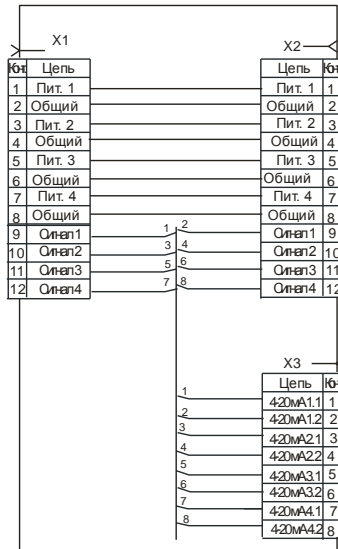 X1
X2
Кон Цепь
Цепь Кон
1 Пит. 1
Пит. 1 1
2 Общий
Общий 2
3 Пит. 2
Пит. 2 3
4 Общий
Общий 4
5 Пит. 3
Пит. 3 5
6 Общий
Общий 6
7 Пит. 4
Пит. 4 7
8 Общий
Общий 8
9 Сигнал1
1 2
Сигнал1 9
10 Сигнал2
3 4
Сигнал2 10
11 Сигнал3
5 6
Сигнал3 11
12 Сигнал4
7 8
Сигнал4 12
X3
Цепь Кон
1 4-20мА1.1 1
2 4-20мА1.2 2
3 4-20мА2.1 3
4 4-20мА2.2 4
5 4-20мА3.1 5
6 4-20мА3.2 6
7 4-20мА4.1 7
8 4-20мА4.2 8